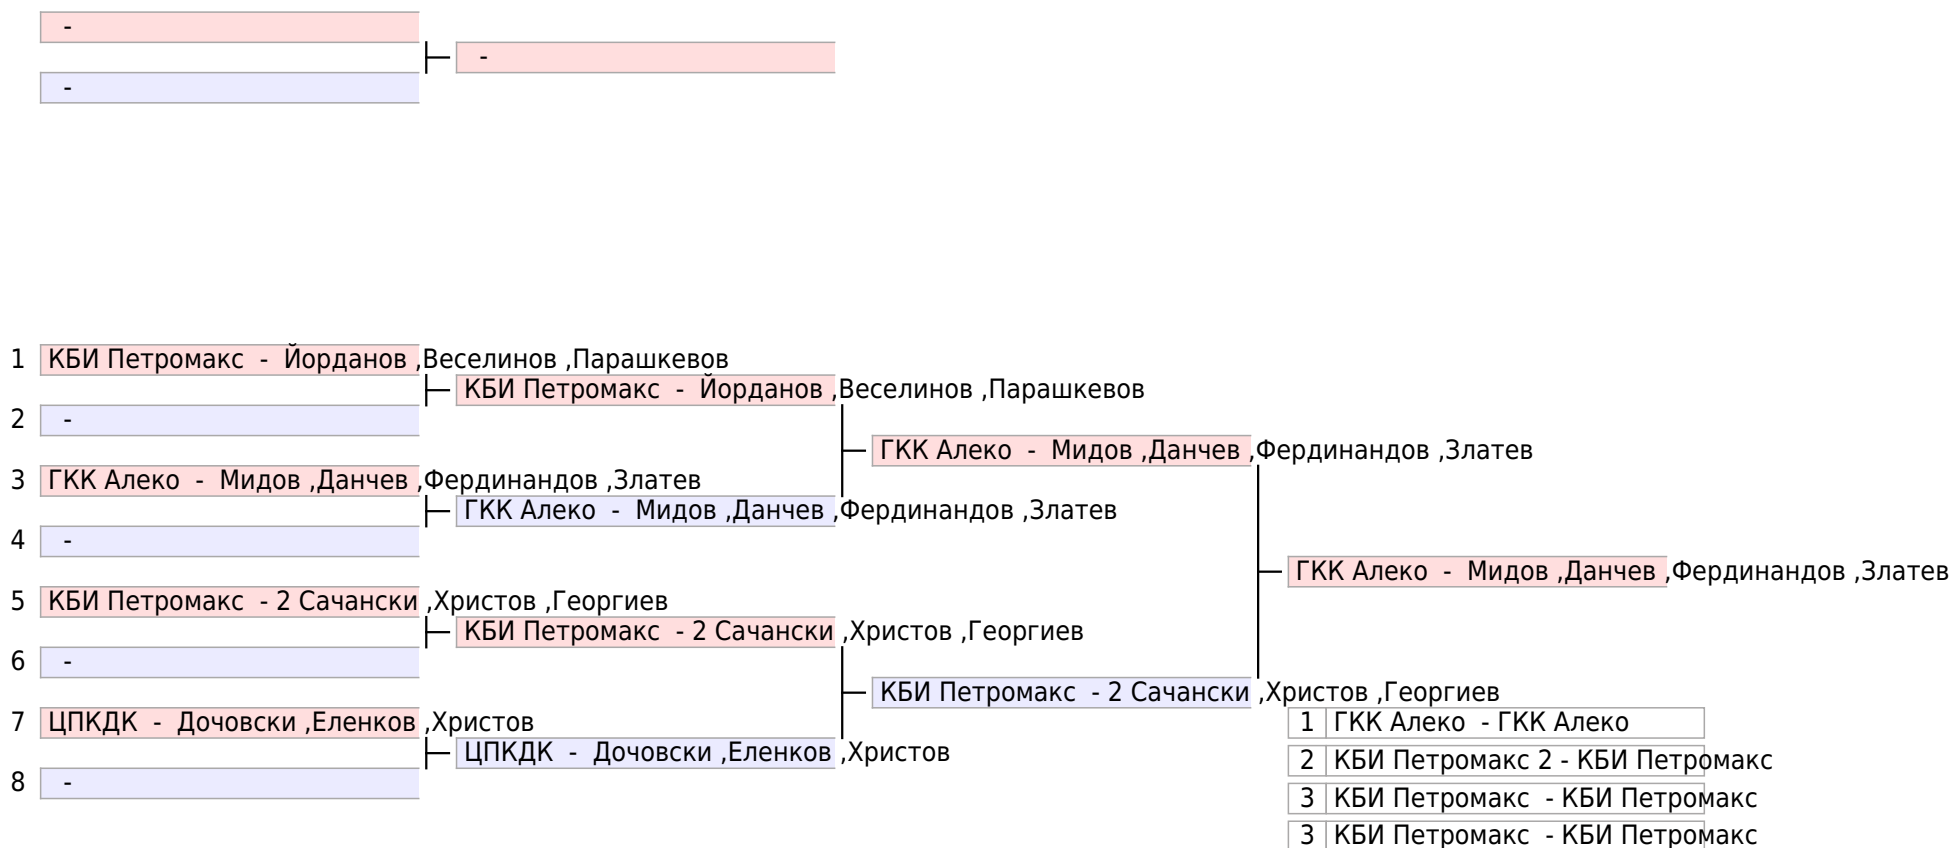 -
-
-
1 КБИ Петромакс - Йорданов ,Веселинов ,Парашкевов
КБИ Петромакс - Йорданов ,Веселинов ,Парашкевов
2 -
ГКК Алеко - Мидов ,Данчев ,Фердинандов ,Златев
3 ГКК Алеко - Мидов ,Данчев ,Фердинандов ,Златев
ГКК Алеко - Мидов ,Данчев ,Фердинандов ,Златев
4 -
ГКК Алеко - Мидов ,Данчев ,Фердинандов ,Златев
5 КБИ Петромакс - 2 Сачански ,Христов ,Георгиев
КБИ Петромакс - 2 Сачански ,Христов ,Георгиев
6 -
КБИ Петромакс - 2 Сачански ,Христов ,Георгиев
7 ЦПКДК - Дочовски ,Еленков ,Христов
ЦПКДК - Дочовски ,Еленков ,Христов
8 -
1 ГКК Алеко - ГКК Алеко
2 КБИ Петромакс 2 - КБИ Петромакс
3 КБИ Петромакс - КБИ Петромакс
3 КБИ Петромакс - КБИ Петромакс